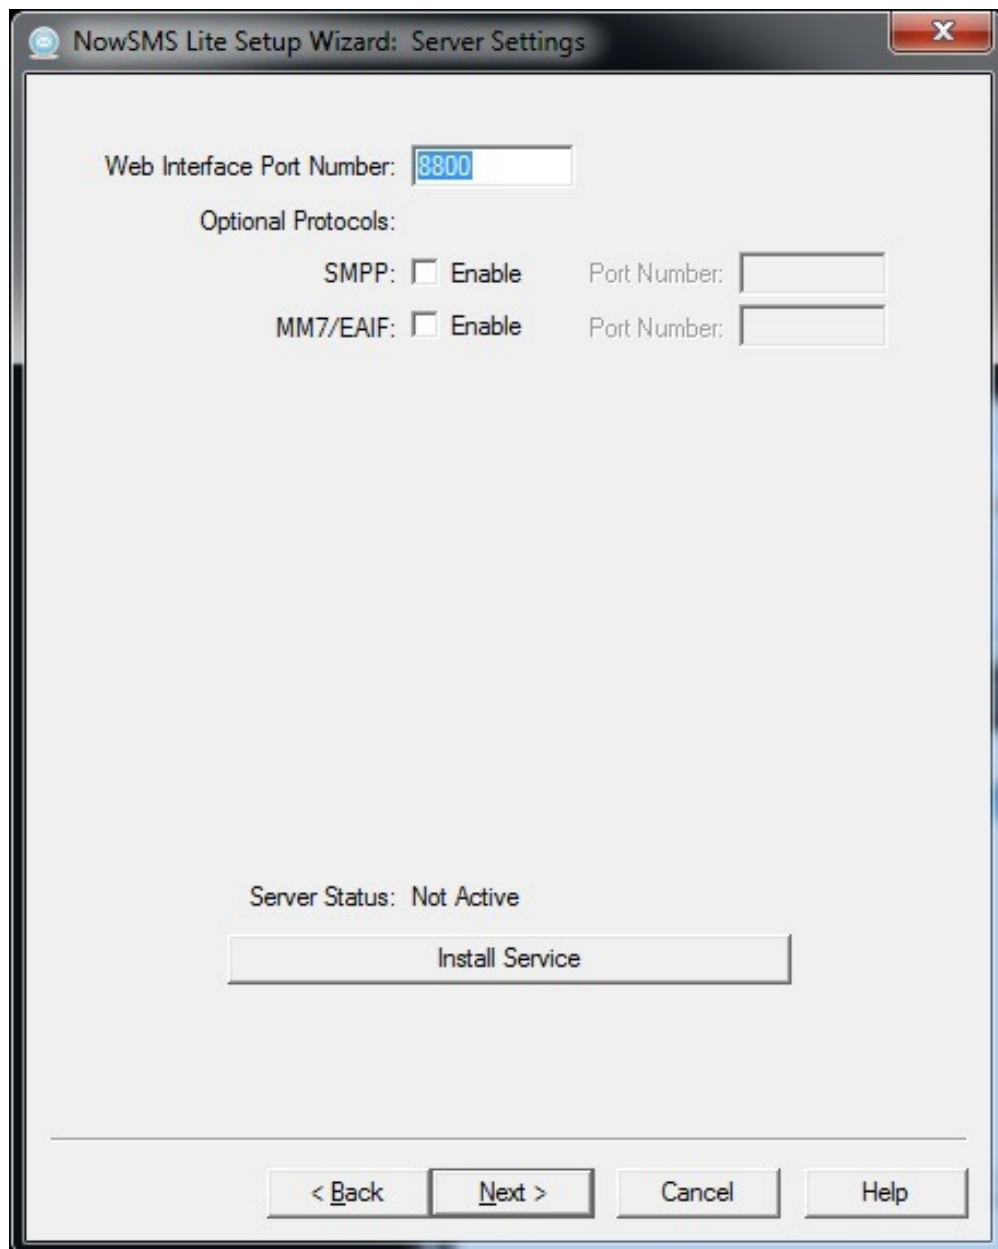 NowSMS Lite Setup Wizard: Server Settings
Web Interface Port Number: 8800
Optional Protocols:
SMPP: Enable Port Number:
MM7/EAIF: Enable Port Number:
Server Status: Not Active
Install Service
< Back Next > Cancel Help